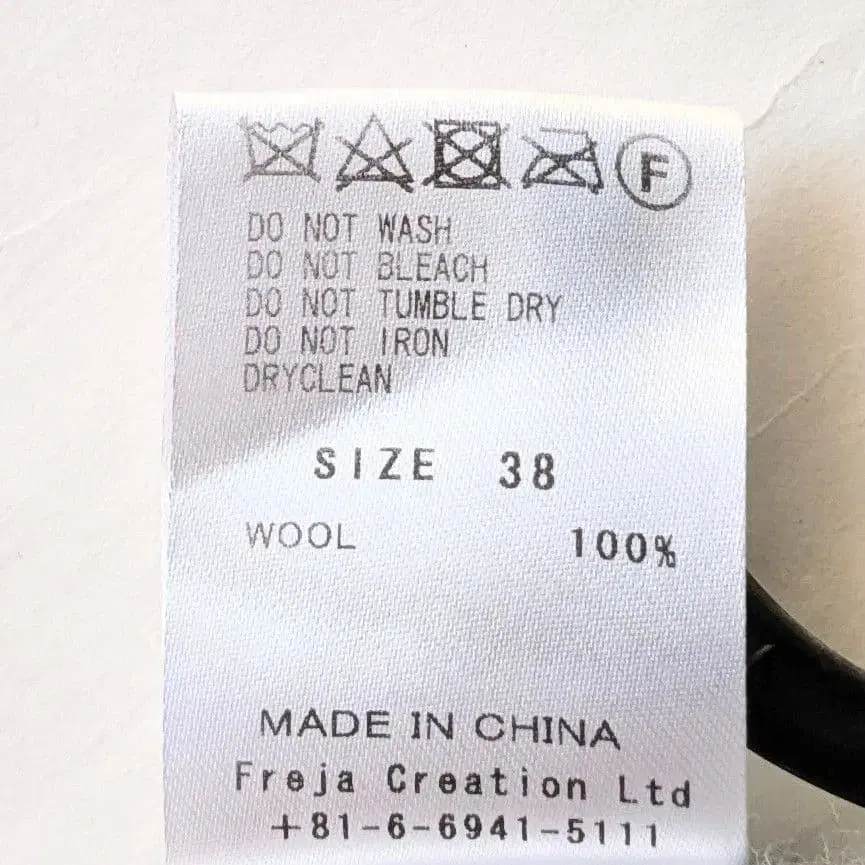 F
DO NOT WASH
DO NOT BLEACH
DO NOT TUMBLE DRY
DO NOT IRON
DRYCLEAN
SIZE 38
WOOL 100%
MADE IN CHINA
Freja Creation Ltd
+81-6-6941-5111